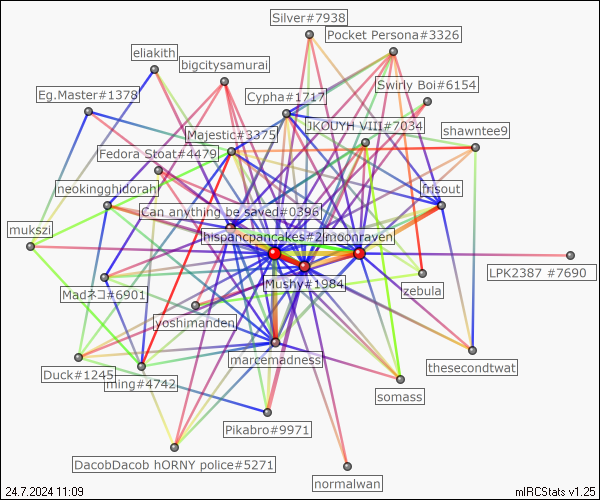 Silver#7938
Pocket Persona#3326
eliakith
bigcitysamurai
Swirly Boi#6154
Eg.Master#1378
Cypha#1717
JKOUYH VIII#7034
Majestic#3375
shawntee9
Fedora Stoat#4479
neokingghidorah
frisout
Can anything be saved#0396
mukszi
hispancpancakes#2
moonraven
LPK2387 #7690
Mushy#1984
zebula
Madネコ#6901
yoshimanden
marcemadness
thesecondtwat
Duck#1245
ming#4742
somass
Pikabro#9971
DacobDacob hORNY police#5271
normalwan
24.7.2024 11:09
mIRCStats v1.25